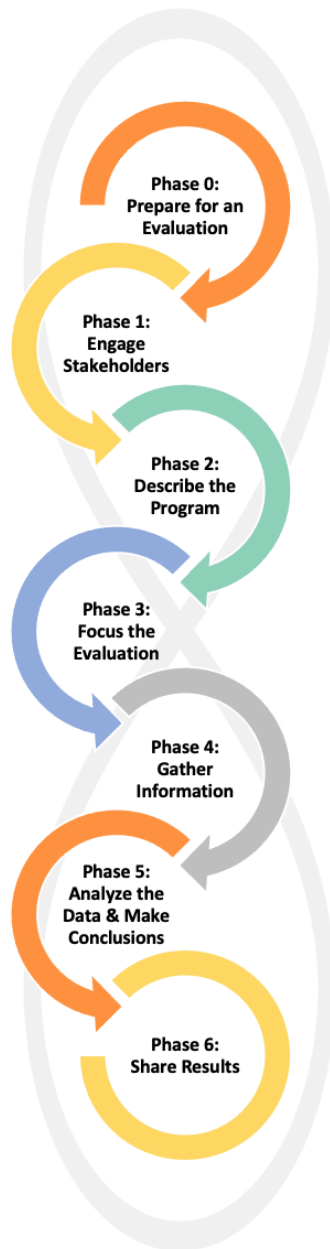 Phase 0:
Prepare for an
Evaluation
Phase 1:
Engage
Stakeholders
Phase 2:
Describe the
Program
Phase 3:
Focus the
Evaluation
Phase 4:
Gather
Information
Phase 5:
Analyze the
Data & Make
Conclusions
Phase 6:
Share Results